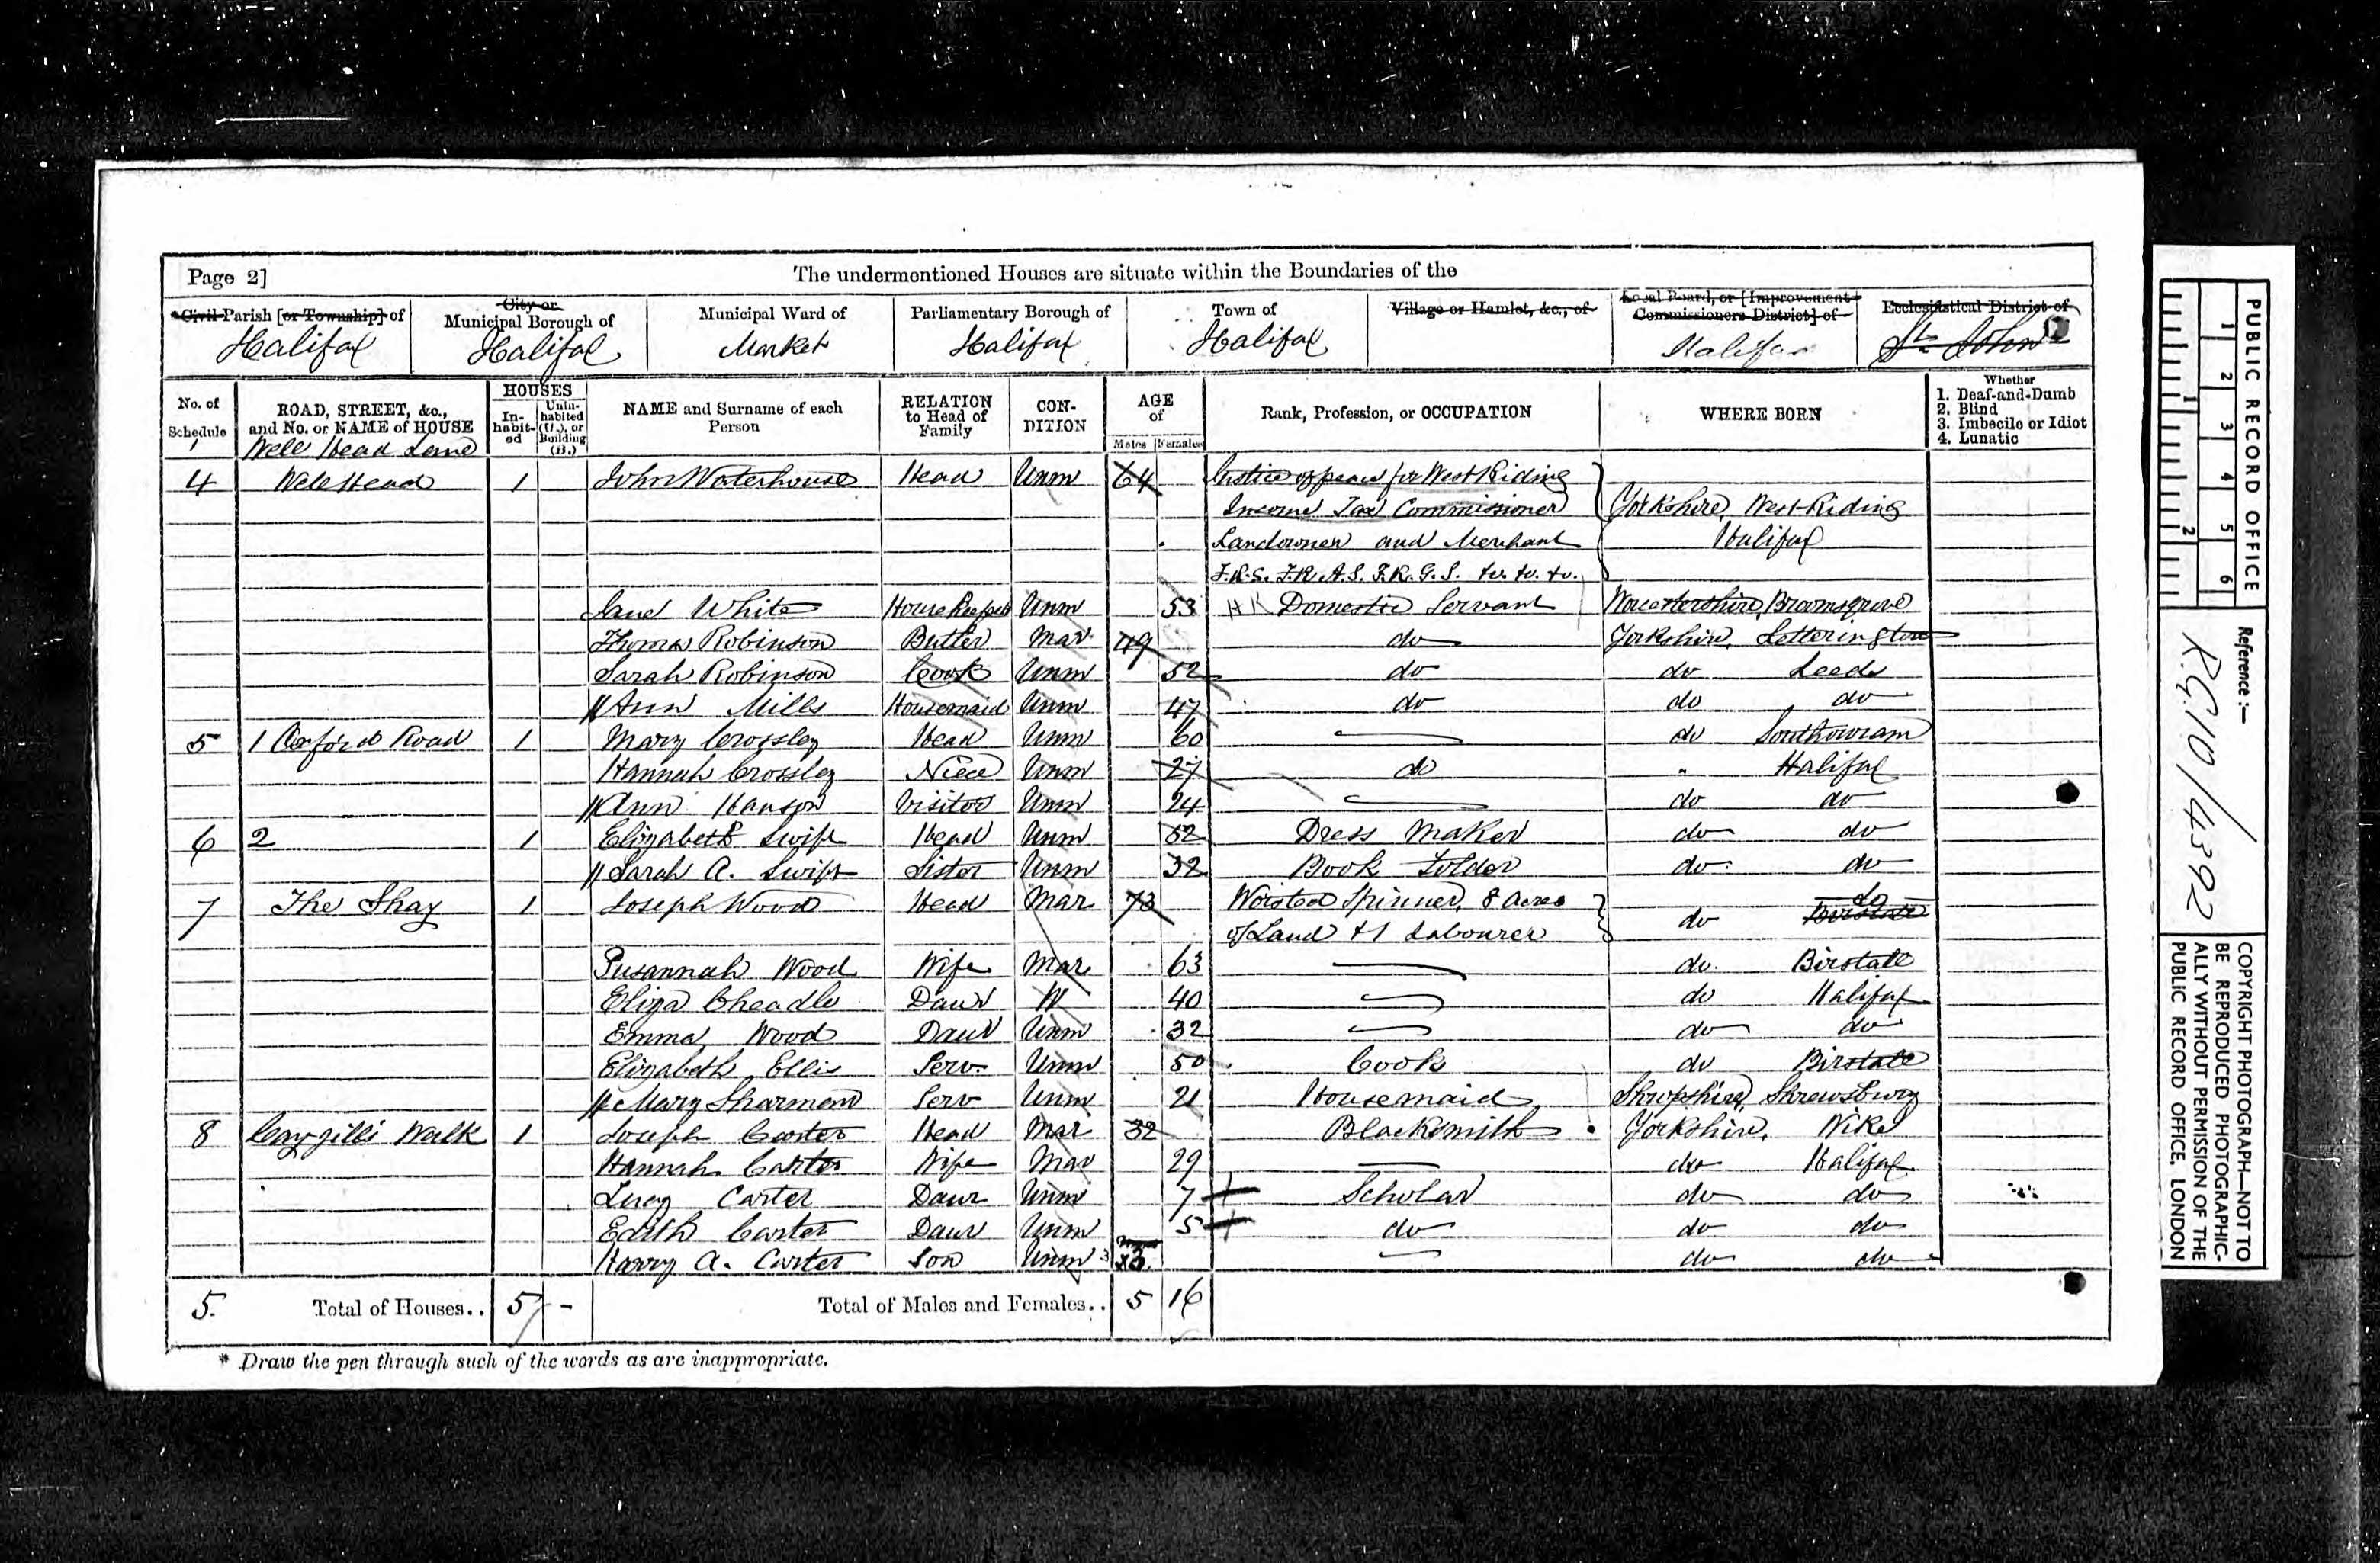 Page 2]
The undermentioned Houses are situate within the Boundaries of the
*Civil Parish [or Township] of
City or Municipal Borough of
Municipal Ward of
Parliamentary Borough of
Town of
Village or Hamlet, &c., of
Local Board, or [Improvement Commissioners District] of
Ecclesiastical District of
Halifax Halifax Market Halifax Halifax Halifax St. John
No. of Schedule
ROAD, STREET, &c., and No. or NAME of HOUSE
HOUSES
Inhabited
Uninhabited (U.), or Building (B.)
NAME and Surname of each Person
RELATION to Head of Family
CONDITION
AGE of
Males Females
Rank, Profession, or OCCUPATION
WHERE BORN
Whether
1. Deaf-and-Dumb
2. Blind
3. Imbecile or Idiot
4. Lunatic
Well Head Lane
4 Well Head 1 John Waterhouse Head Unm 64 Justice of peace for West Riding
Income Tax Commissioner Yorkshire, West Riding
Landowner and Merchant Halifax
F.R.S. F.R.A.S. F.R.G.S. &c. &c. &c.
Jane White House Keeper Unm 53 HK Domestic Servant Worcestershire, Bromsgrove
Thomas Robinson Butler Mar 49 do Yorkshire,
Sarah Robinson Cook Unm 52 do do Leeds
Ann Mills Housemaid Unm 47 do do do
5 1 Oxford Road 1 Mary Crossley Head Unm 60 do Southowram
Hannah Crossley Niece Unm 27 do " Halifax
Ann Hanson Visitor Unm 24 do do
6 2 1 Elizabeth Swift Head Unm 52 Dress Maker do do
Sarah A. Swift Sister Unm 32 Book Folder do do
7 The Shay 1 Joseph Wood Head Mar 73 Worsted Spinner, 8 Acres do do
of Land & 1 Labourer
Susannah Wood Wife Mar 63 do Birstall
Eliza Cheadle Daur W 40 do Halifax
Emma Wood Daur Unm 32 do do
Elizabeth Ellis Serv Unm 50 Cook do Birstall
Mary Sharman Serv Unm 21 Housemaid Shropshire, Shrewsbury
8 Caygill's Walk 1 Joseph Carter Head Mar 32 Blacksmith Yorkshire, Wike
Hannah Carter Wife Mar 29 do Halifax
Lucy Carter Daur Unm 7 Scholar do do
Edith Carter Daur Unm 5 do do do
Harry A. Carter Son Unm 3 do do
5. Total of Houses.. 5 - Total of Males and Females.. 5 16
* Draw the pen through such of the words as are inappropriate.
PUBLIC RECORD OFFICE
1 2 3 4 5 6
1 2
Reference :-
R.G. 10/4392
COPYRIGHT PHOTOGRAPH—NOT TO
BE REPRODUCED PHOTOGRAPHIC-
ALLY WITHOUT PERMISSION OF THE
PUBLIC RECORD OFFICE, LONDON